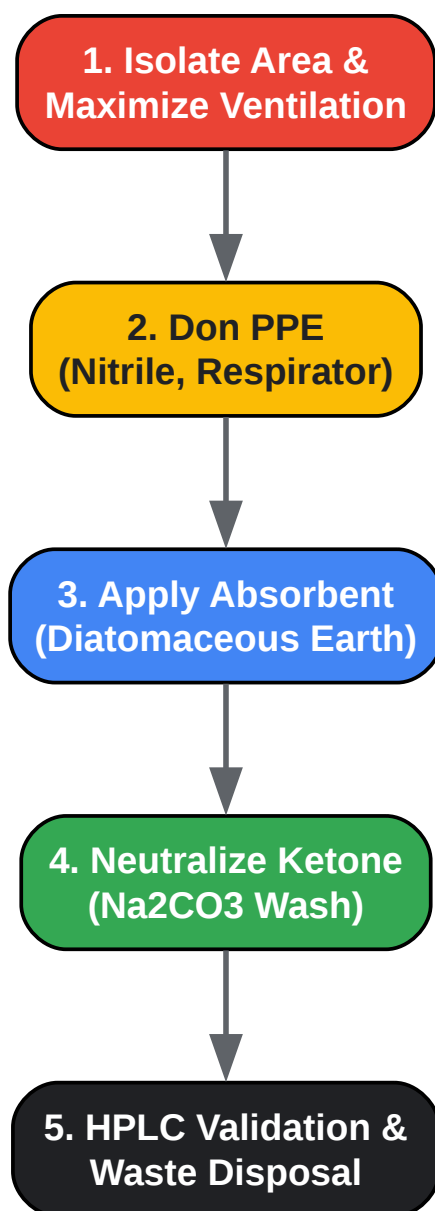 1. Isolate Area &
Maximize Ventilation
2. Don PPE
(Nitrile, Respirator)
3. Apply Absorbent
(Diatomaceous Earth)
4. Neutralize Ketone
(Na2CO3 Wash)
5. HPLC Validation &
Waste Disposal